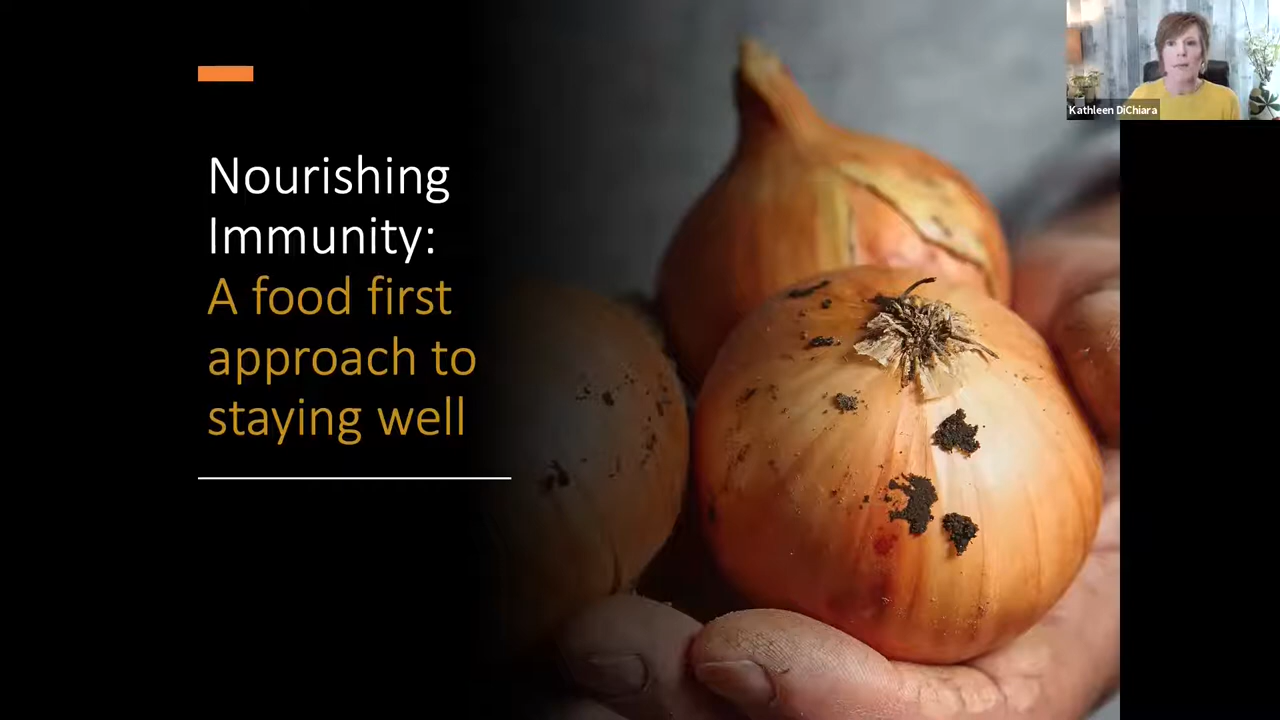 Nourishing
Immunity:
A food first
approach to
staying well
Kathleen DiChiara